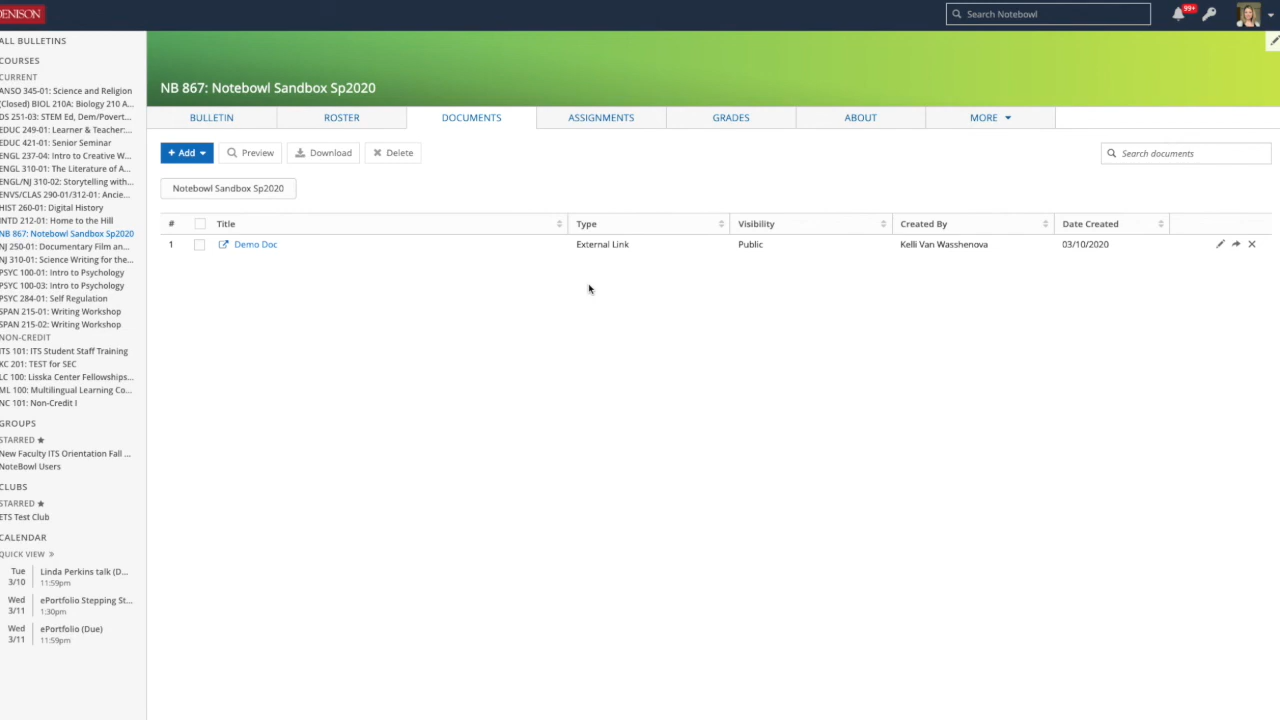 DENISON
Search Notebowl
99+
ALL BULLETINS
COURSES
CURRENT
ANSO 345-01: Science and Religion
(Closed) BIOL 210A: Biology 210 A...
DS 251-03: STEM Ed, Dem/Povert...
EDUC 249-01: Learner & Teacher:...
EDUC 421-01: Senior Seminar
ENGL 237-04: Intro to Creative W...
ENGL 310-01: The Literature of A...
ENGL/NJ 310-02: Storytelling with...
ENVS/CLAS 290-01/312-01: Ancie...
HIST 260-01: Digital History
INTD 212-01: Home to the Hill
NB 867: Notebowl Sandbox Sp2020
NJ 250-01: Documentary Film an...
NJ 310-01: Science Writing for the...
PSYC 100-01: Intro to Psychology
PSYC 100-03: Intro to Psychology
PSYC 284-01: Self Regulation
SPAN 215-01: Writing Workshop
SPAN 215-02: Writing Workshop
NON-CREDIT
ITS 101: ITS Student Staff Training
KC 201: TEST for SEC
LC 100: Lisska Center Fellowships...
ML 100: Multilingual Learning Co...
NC 101: Non-Credit I
GROUPS
STARRED ★
New Faculty ITS Orientation Fall ...
NoteBowl Users
CLUBS
STARRED ★
ETS Test Club
CALENDAR
QUICK VIEW >>
Tue 3/10 Linda Perkins talk (D...
11:59pm
Wed 3/11 ePortfolio Stepping St...
1:30pm
Wed 3/11 ePortfolio (Due)
11:59pm
NB 867: Notebowl Sandbox Sp2020
BULLETIN ROSTER DOCUMENTS ASSIGNMENTS GRADES ABOUT MORE
+ Add Preview Download Delete Search documents
Notebowl Sandbox Sp2020
# Title Type Visibility Created By Date Created
1 Demo Doc External Link Public Kelli Van Wasshenova 03/10/2020